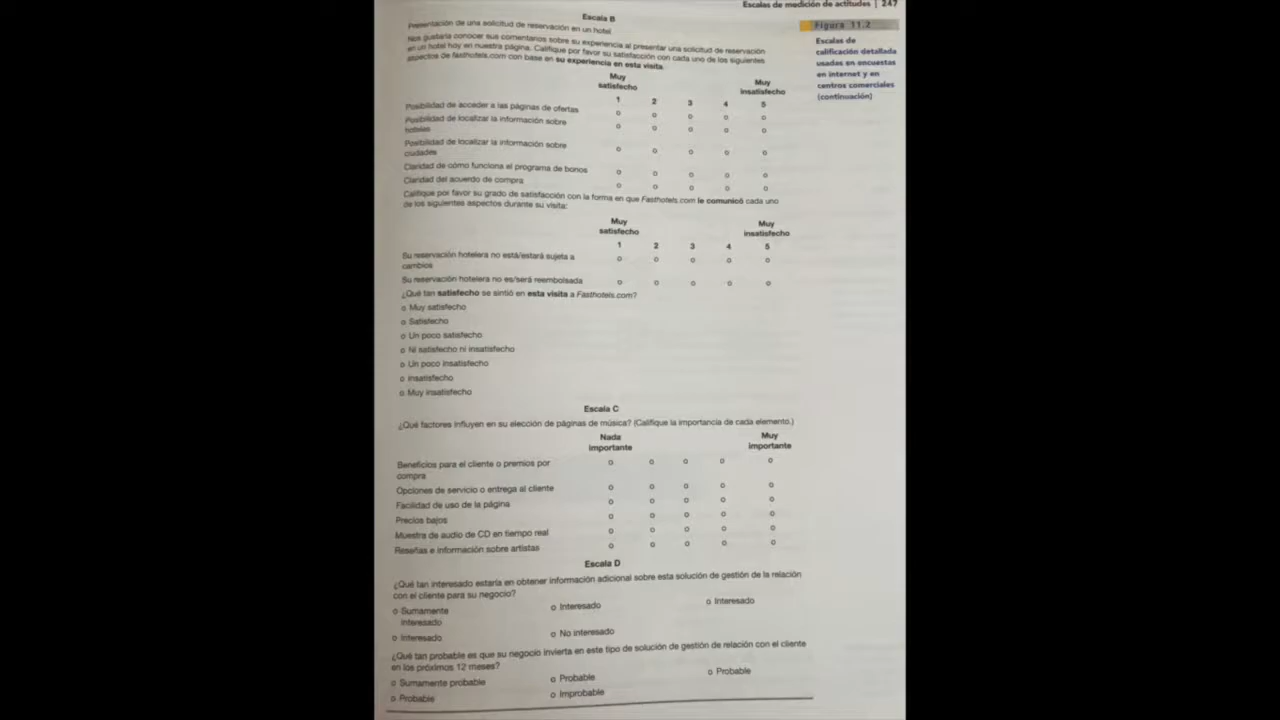 Escalas de medición de actitudes | 247
Figura 11.2
Escalas de
calificación detallada
usadas en encuestas
en internet y en
centros comerciales
(continuación)
Escala B
Presentación de una solicitud de reservación en un hotel
Nos gustaría conocer sus comentarios sobre su experiencia al presentar una solicitud de reservación
en un hotel hoy en nuestra página. Califique por favor su satisfacción con cada uno de los siguientes
aspectos de fasthotels.com con base en su experiencia en esta visita.
Muy satisfecho Muy insatisfecho
1 2 3 4 5
Posibilidad de acceder a las páginas de ofertas o o o o o
Posibilidad de localizar la información sobre
hoteles o o o o o
Posibilidad de localizar la información sobre
ciudades o o o o o
Claridad de cómo funciona el programa de bonos o o o o o
Claridad del acuerdo de compra o o o o o
Califique por favor su grado de satisfacción con la forma en que Fasthotels.com le comunicó cada uno
de los siguientes aspectos durante su visita:
Muy satisfecho Muy insatisfecho
1 2 3 4 5
Su reservación hotelera no está/estará sujeta a
cambios o o o o o
Su reservación hotelera no es/será reembolsada o o o o o
¿Qué tan satisfecho se sintió en esta visita a Fasthotels.com?
o Muy satisfecho
o Satisfecho
o Un poco satisfecho
o Ni satisfecho ni insatisfecho
o Un poco insatisfecho
o insatisfecho
o Muy insatisfecho
Escala C
¿Qué factores influyen en su elección de páginas de música? (Califique la importancia de cada elemento.)
Nada importante Muy importante
Beneficios para el cliente o premios por
compra o o o o o
Opciones de servicio o entrega al cliente o o o o o
Facilidad de uso de la página o o o o o
Precios bajos o o o o o
Muestra de audio de CD en tiempo real o o o o o
Reseñas e información sobre artistas o o o o o
Escala D
¿Qué tan interesado estaría en obtener información adicional sobre esta solución de gestión de la relación
con el cliente para su negocio?
o Sumamente interesado o Interesado o Interesado
o Interesado o No interesado
¿Qué tan probable es que su negocio invierta en este tipo de solución de gestión de relación con el cliente
en los próximos 12 meses?
o Sumamente probable o Probable o Probable
o Probable o Improbable